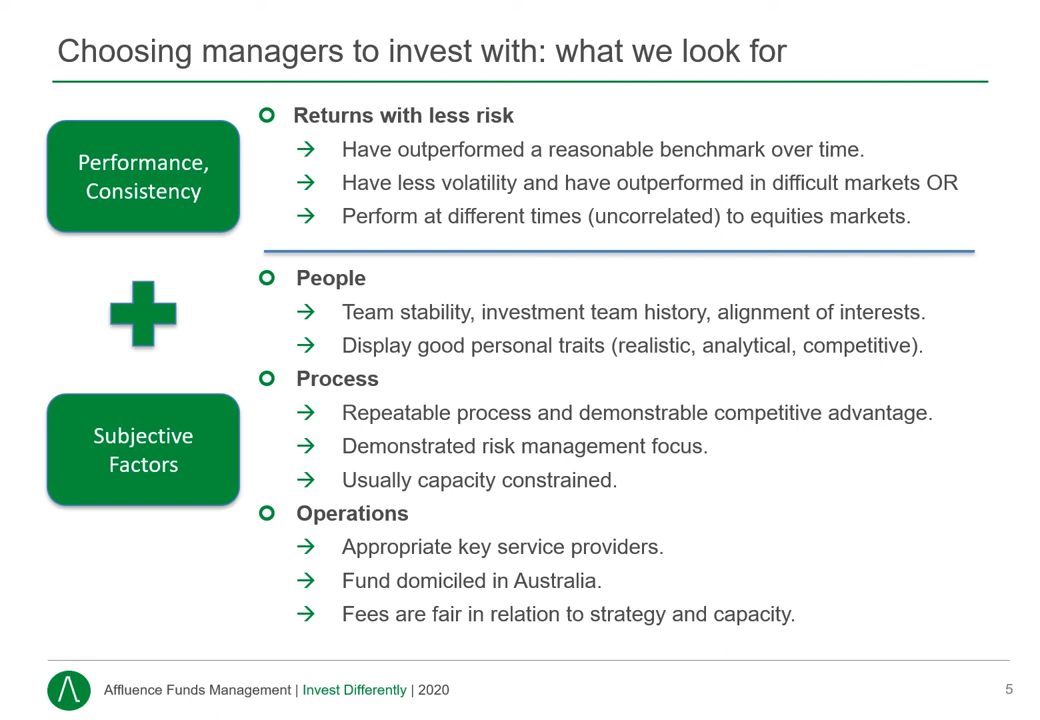 Choosing managers to invest with: what we look for
Performance,
Consistency
Returns with less risk
Have outperformed a reasonable benchmark over time.
Have less volatility and have outperformed in difficult markets OR
Perform at different times (uncorrelated) to equities markets.
Subjective
Factors
People
Team stability, investment team history, alignment of interests.
Display good personal traits (realistic, analytical, competitive).
Process
Repeatable process and demonstrable competitive advantage.
Demonstrated risk management focus.
Usually capacity constrained.
Operations
Appropriate key service providers.
Fund domiciled in Australia.
Fees are fair in relation to strategy and capacity.
Affluence Funds Management | Invest Differently | 2020
5